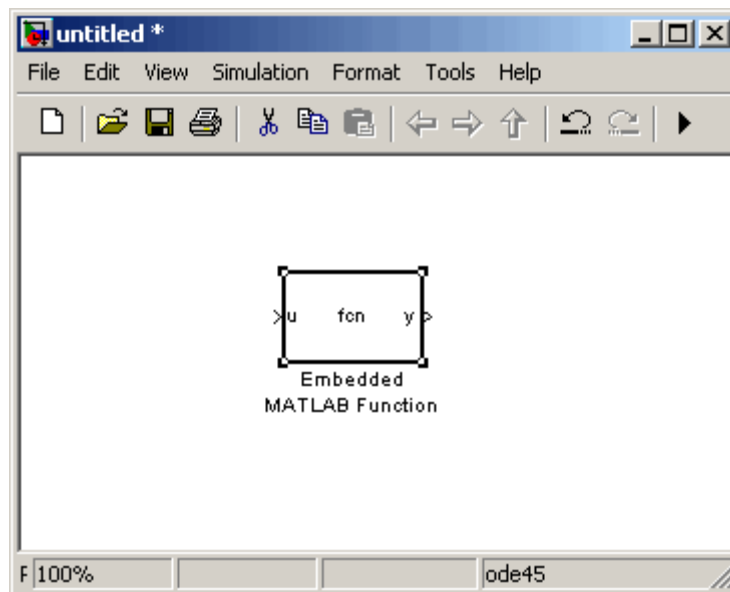 untitled *
File Edit View Simulation Format Tools Help
u fcn y
Embedded
MATLAB Function
F 100% ode45